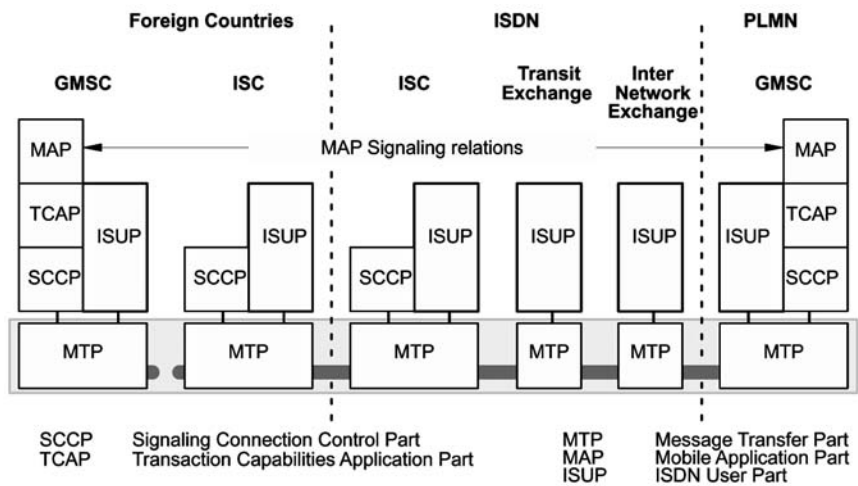 Foreign Countries ISDN PLMN
GMSC ISC ISC Transit Exchange Inter Network Exchange GMSC
MAP MAP Signaling relations MAP
TCAP ISUP ISUP ISUP ISUP ISUP ISUP TCAP
SCCP SCCP SCCP SCCP
MTP MTP MTP MTP MTP MTP
SCCP Signaling Connection Control Part MTP Message Transfer Part
TCAP Transaction Capabilities Application Part MAP Mobile Application Part
ISUP ISDN User Part